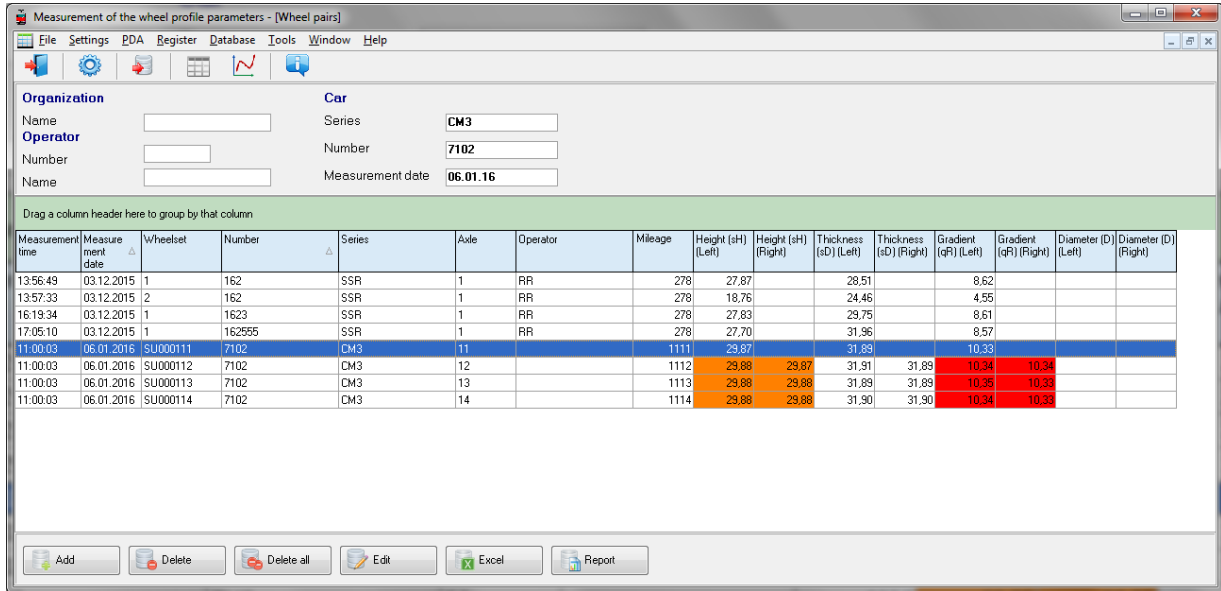 Measurement of the wheel profile parameters - [Wheel pairs]
File Settings PDA Register Database Tools Window Help
Organization Car
Name Series CM3
Operator
Number Number 7102
Name Measurement date 06.01.16
Drag a column header here to group by that column
Measurement time Measure ment date Wheelset Number Series Axle Operator Mileage Height (sH) (Left) Height (sH) (Right) Thickness (sD) (Left) Thickness (sD) (Right) Gradient (qR) (Left) Gradient (qR) (Right) Diameter (D) (Left) Diameter (D) (Right)
13:56:49 03.12.2015 1 162 SSR 1 RR 278 27,87 28,51 8,62
13:57:33 03.12.2015 2 162 SSR 1 RR 278 18,76 24,46 4,55
16:19:34 03.12.2015 1 1623 SSR 1 RR 278 27,83 29,75 8,61
17:05:10 03.12.2015 1 162555 SSR 1 RR 278 27,70 31,96 8,57
11:00:03 06.01.2016 SU000111 7102 CM3 11 1111 29,87 31,89 10,33
11:00:03 06.01.2016 SU000112 7102 CM3 12 1112 29,88 29,87 31,91 31,89 10,34 10,34
11:00:03 06.01.2016 SU000113 7102 CM3 13 1113 29,88 29,88 31,89 31,89 10,35 10,33
11:00:03 06.01.2016 SU000114 7102 CM3 14 1114 29,88 29,88 31,90 31,90 10,34 10,33
Add Delete Delete all Edit Excel Report